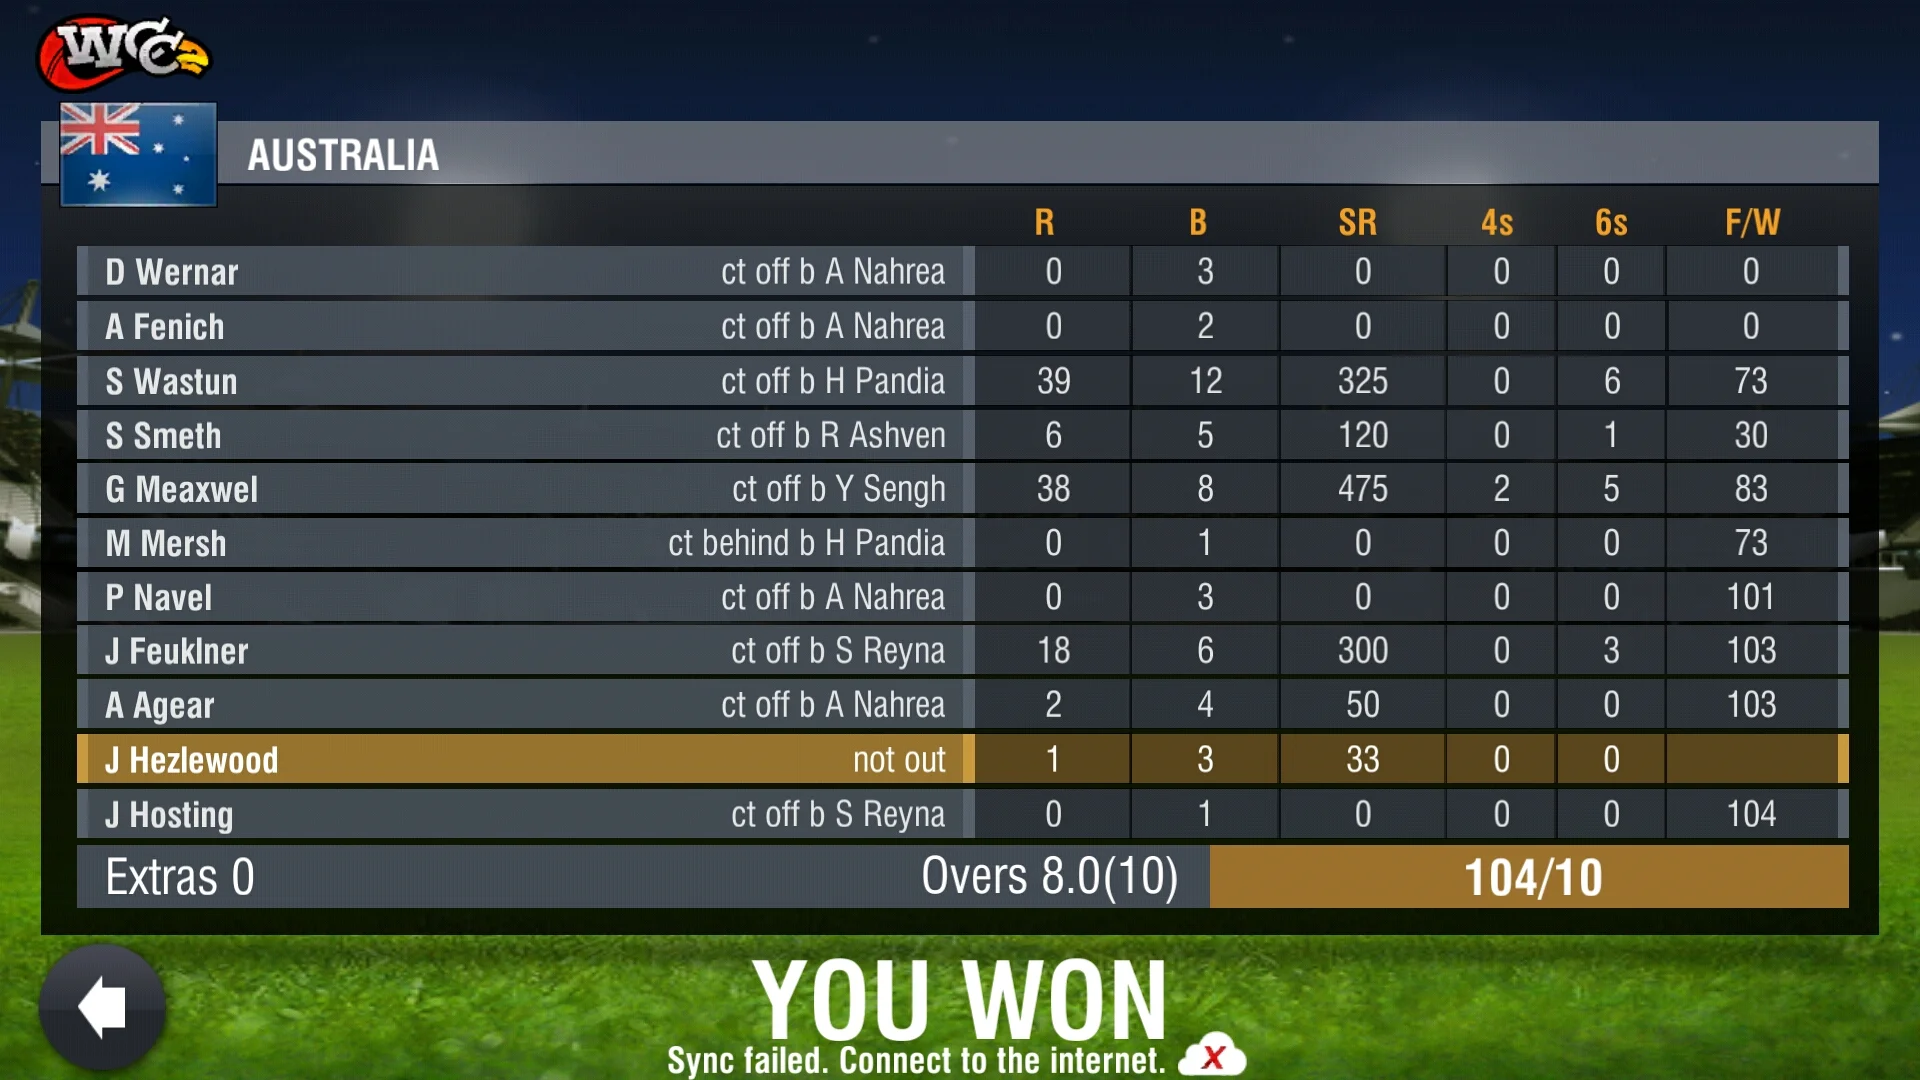 WCC2
AUSTRALIA
R B SR 4s 6s F/W
D Wernar ct off b A Nahrea 0 3 0 0 0 0
A Fenich ct off b A Nahrea 0 2 0 0 0 0
S Wastun ct off b H Pandia 39 12 325 0 6 73
S Smeth ct off b R Ashven 6 5 120 0 1 30
G Meaxwel ct off b Y Sengh 38 8 475 2 5 83
M Mersh ct behind b H Pandia 0 1 0 0 0 73
P Navel ct off b A Nahrea 0 3 0 0 0 101
J Feuklner ct off b S Reyna 18 6 300 0 3 103
A Agear ct off b A Nahrea 2 4 50 0 0 103
J Hezlewood not out 1 3 33 0 0
J Hosting ct off b S Reyna 0 1 0 0 0 104
Extras 0 Overs 8.0(10) 104/10
YOU WON
Sync failed. Connect to the internet. X